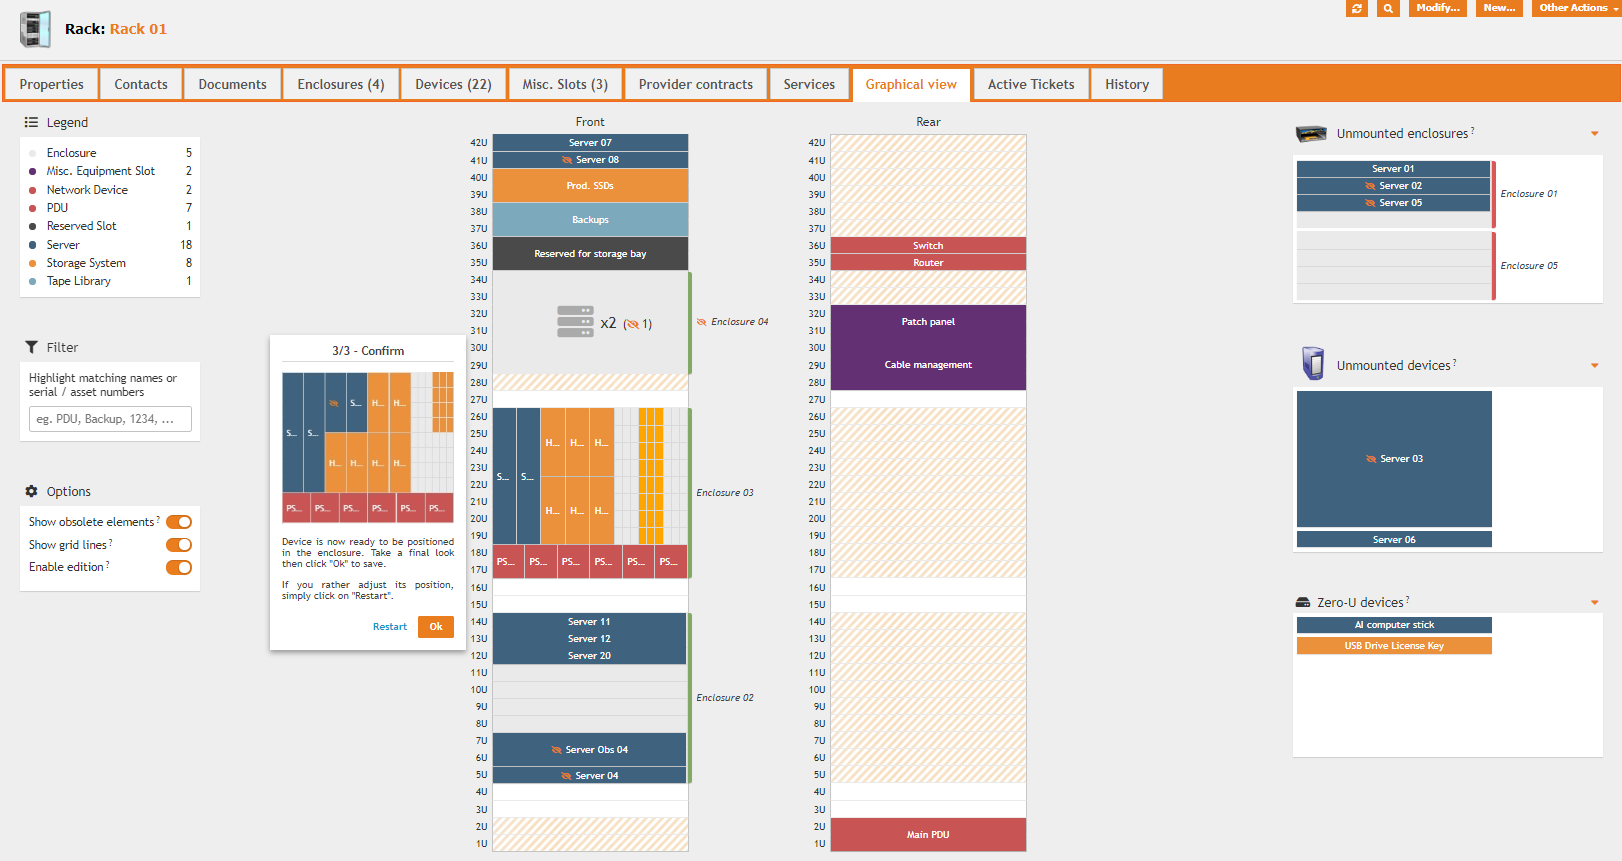 Rack: Rack 01
Modify...
New...
Other Actions
Properties
Contacts
Documents
Enclosures (4)
Devices (22)
Misc. Slots (3)
Provider contracts
Services
Graphical view
Active Tickets
History
Legend
Enclosure 5
Misc. Equipment Slot 2
Network Device 2
PDU 7
Reserved Slot 1
Server 18
Storage System 8
Tape Library 1
Filter
Highlight matching names or
serial / asset numbers
eg. PDU, Backup, 1234, ...
Options
Show obsolete elements ?
Show grid lines ?
Enable edition ?
3/3 - Confirm
S...
S...
S...
H...
H...
H...
H...
H...
H...
PS...
PS...
PS...
PS...
PS...
PS...
Device is now ready to be positioned
in the enclosure. Take a final look
then click "Ok" to save.
If you rather adjust its position,
simply click on "Restart".
Restart
Ok
Front
42U Server 07
41U Server 08
40U
Prod. SSDs
39U
38U
Backups
37U
36U
Reserved for storage bay
35U
34U
33U
32U
x2 (1) Enclosure 04
31U
30U
29U
28U
27U
26U
25U
H... H... H...
24U
23U
S... S...
22U
Enclosure 03
21U
H... H... H...
20U
19U
18U
PS... PS... PS... PS... PS... PS...
17U
16U
15U
14U Server 11
13U Server 12
12U Server 20
11U
10U
Enclosure 02
9U
8U
7U
Server Obs 04
6U
5U Server 04
4U
3U
2U
1U
Rear
42U
41U
40U
39U
38U
37U
36U Switch
35U Router
34U
33U
32U
Patch panel
31U
30U
29U Cable management
28U
27U
26U
25U
24U
23U
22U
21U
20U
19U
18U
17U
16U
15U
14U
13U
12U
11U
10U
9U
8U
7U
6U
5U
4U
3U
2U
Main PDU
1U
Unmounted enclosures ?
Server 01
Server 02
Enclosure 01
Server 05
Enclosure 05
Unmounted devices ?
Server 03
Server 06
Zero-U devices ?
AI computer stick
USB Drive License Key